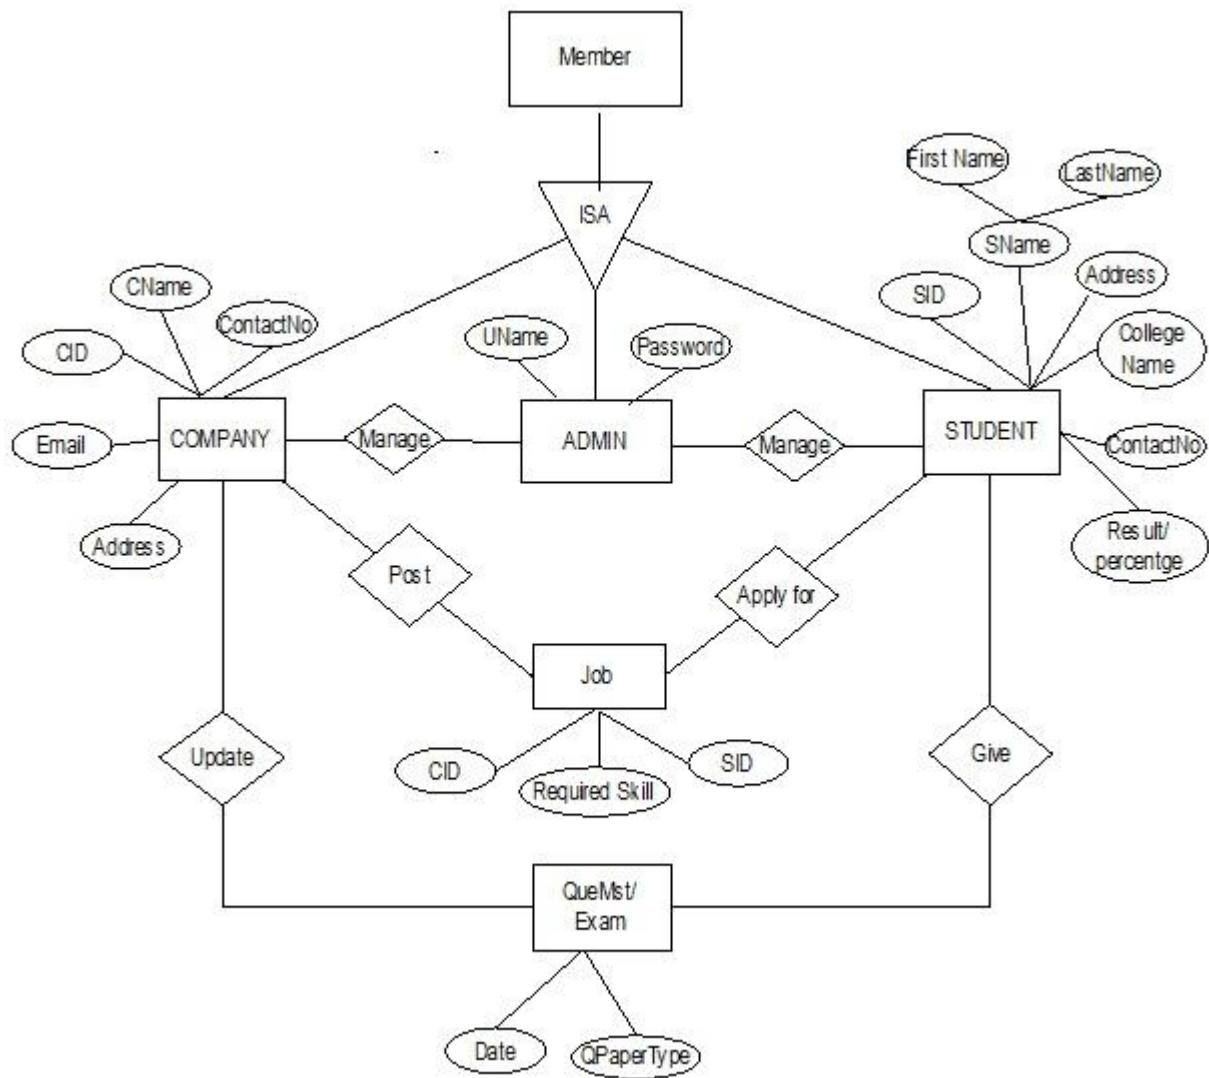 Member
First Name
LastName
ISA
SName
CName
SID
Address
ContactNo
UName
Password
CID
College
Name
COMPANY
Manage
ADMIN
Manage
STUDENT
Email
ContactNo
Address
Result/
percentge
Post
Apply for
Job
Update
Give
CID
SID
Required Skill
QueMst/
Exam
Date
QPaperType